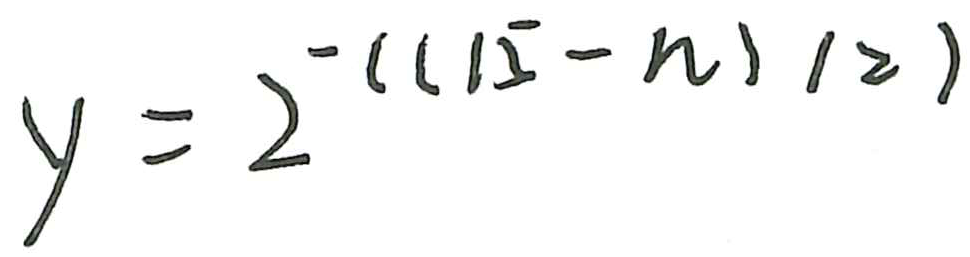 y = 2^{-((15-n)/2)}